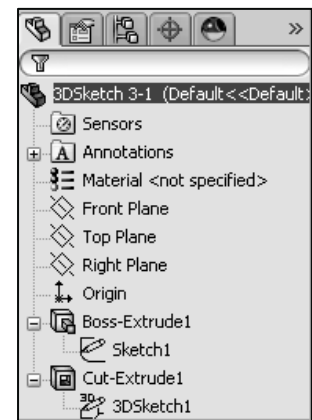 »
3DSketch 3-1 (Default<<Default>
Sensors
A Annotations
Material <not specified>
Front Plane
Top Plane
Right Plane
Origin
Boss-Extrude1
Sketch1
Cut-Extrude1
3D 3DSketch1